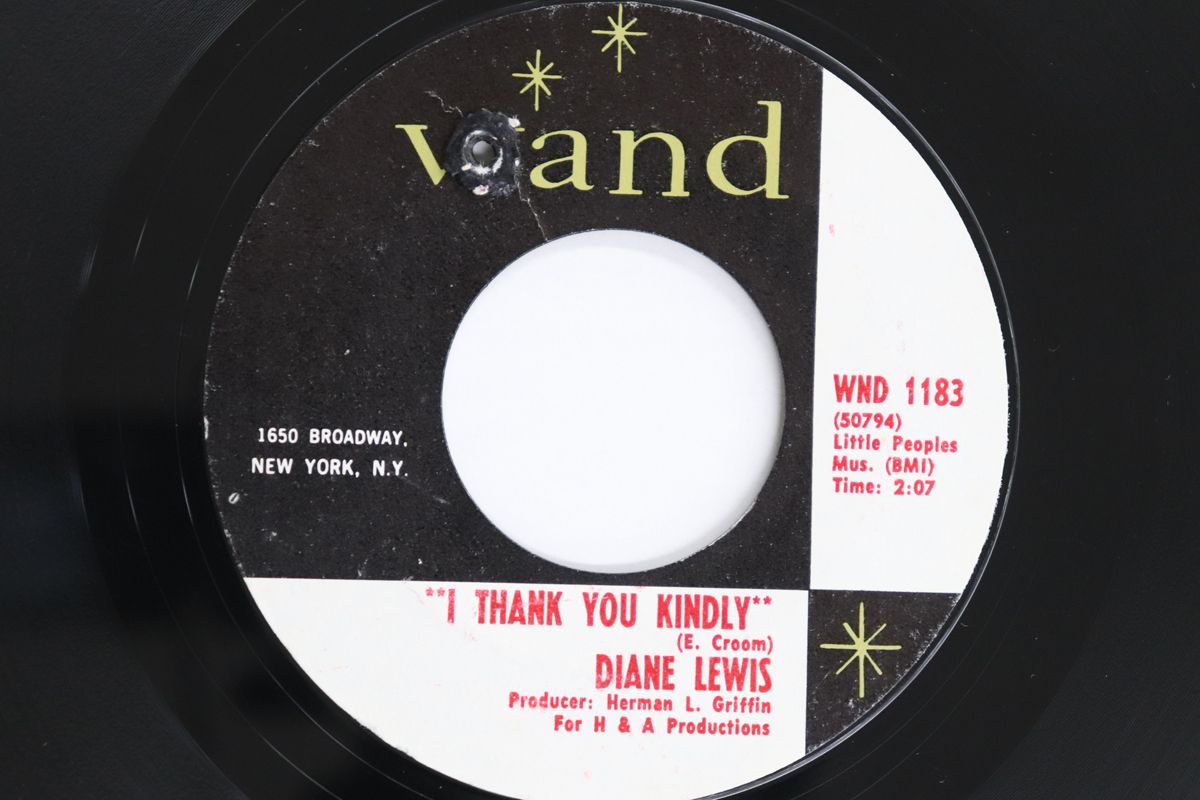 wand
1650 BROADWAY,
NEW YORK, N.Y.
WND 1183
(50794)
Little Peoples
Mus. (BMI)
Time: 2:07
"I THANK YOU KINDLY"
(E. Croom)
DIANE LEWIS
Producer: Herman L. Griffin
For H & A Productions